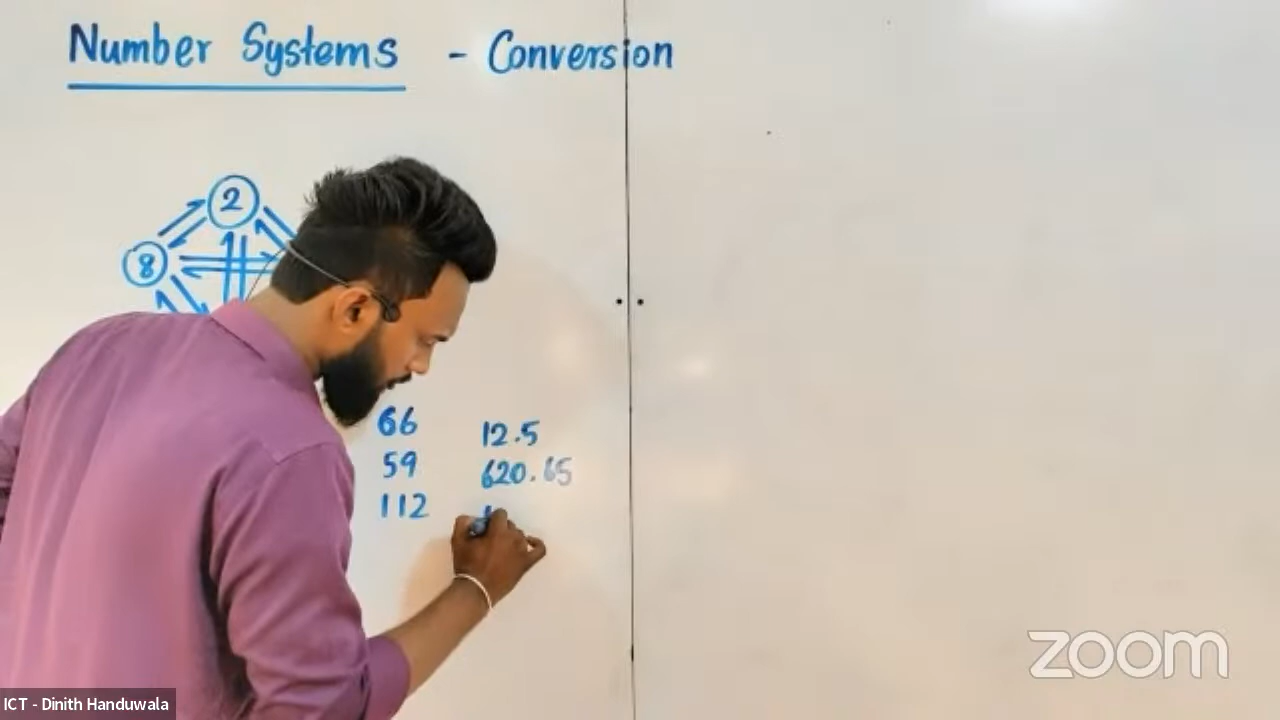 Number Systems - Conversion
2
8
66 12.5
59 620.65
112
zoom
ICT - Dinith Handuwala